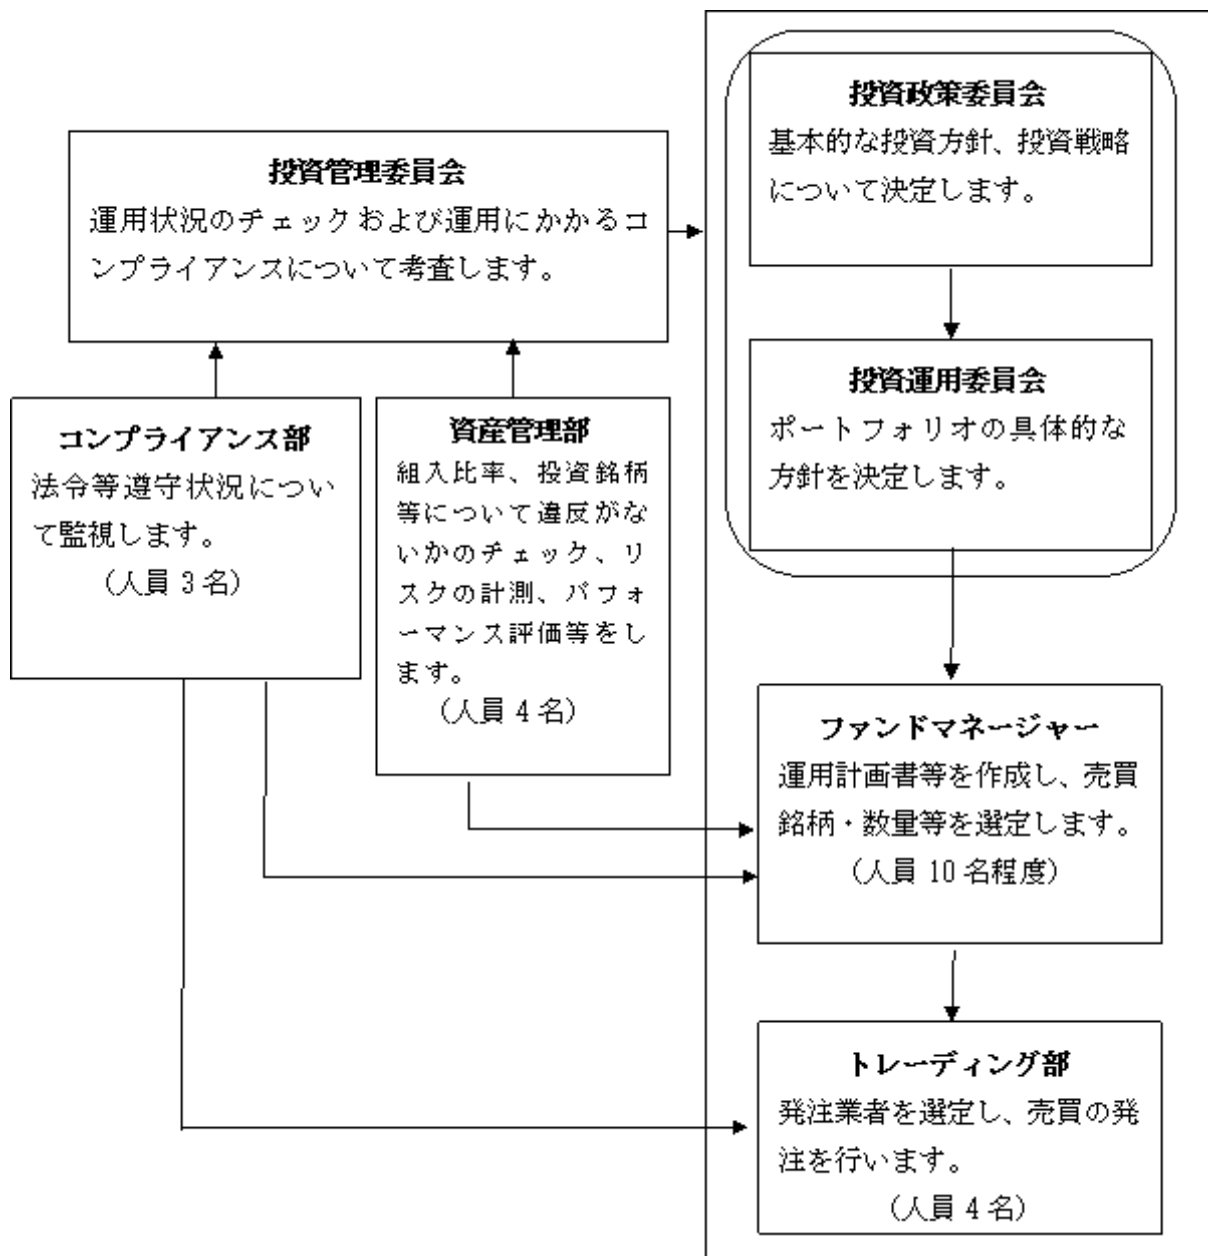 投資政策委員会
基本的な投資方針、投資戦略
について決定します。
投資管理委員会
運用状況のチェックおよび運用にかかるコ
ンプライアンスについて考査します。
投資運用委員会
ポートフォリオの具体的な
方針を決定します。
コンプライアンス部
法令等遵守状況につい
て監視します。
（人員 3 名）
資産管理部
組入比率、投資銘柄
等について違反がな
いかのチェック、リ
スクの計測、パフォ
ーマンス評価等をし
ます。
（人員 4 名）
ファンドマネージャー
運用計画書等を作成し、売買
銘柄・数量等を選定します。
（人員 10 名程度）
トレーディング部
発注業者を選定し、売買の発
注を行います。
（人員 4 名）